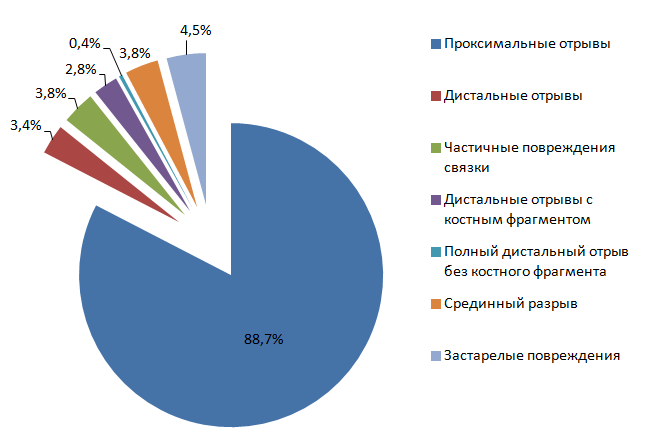 4,5%
0,4%
3,8%
2,8%
3,8%
3,4%
88,7%
Проксимальные отрывы
Дистальные отрывы
Частичные повреждения
связки
Дистальные отрывы с
костным фрагментом
Полный дистальный отрыв
без костного фрагмента
Срединный разрыв
Застарелые повреждения